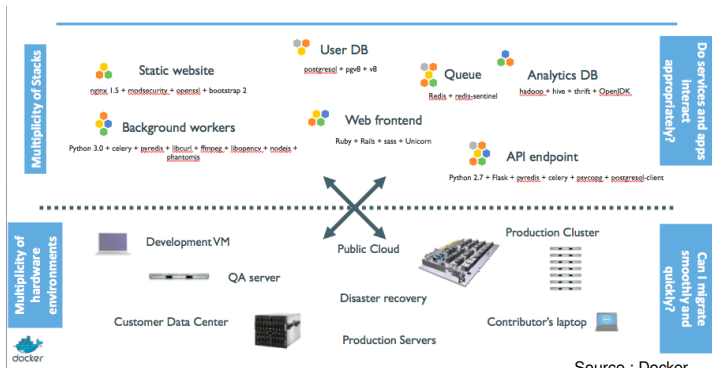 Multiplicity of Stacks
Do services and apps
interact
appropriately?
User DB
postgresql + pgv8 + v8
Static website
nginx 1.5 + modsecurity + openssl + bootstrap 2
Queue
Redis + redis-sentinel
Analytics DB
hadoop + hive + thrift + OpenJDK
Background workers
Python 3.0 + celery + pyredis + libcurl + ffmpeg + libopencv + nodejs +
phantomjs
Web frontend
Ruby + Rails + sass + Unicorn
API endpoint
Python 2.7 + Flask + pyredis + celery + psycopg + postgresql-client
Multiplicity of
hardware
environments
Can I migrate
smoothly and
quickly?
Development VM
Public Cloud
Production Cluster
QA server
Disaster recovery
Customer Data Center
Contributor's laptop
Production Servers
docker
Source : Docker